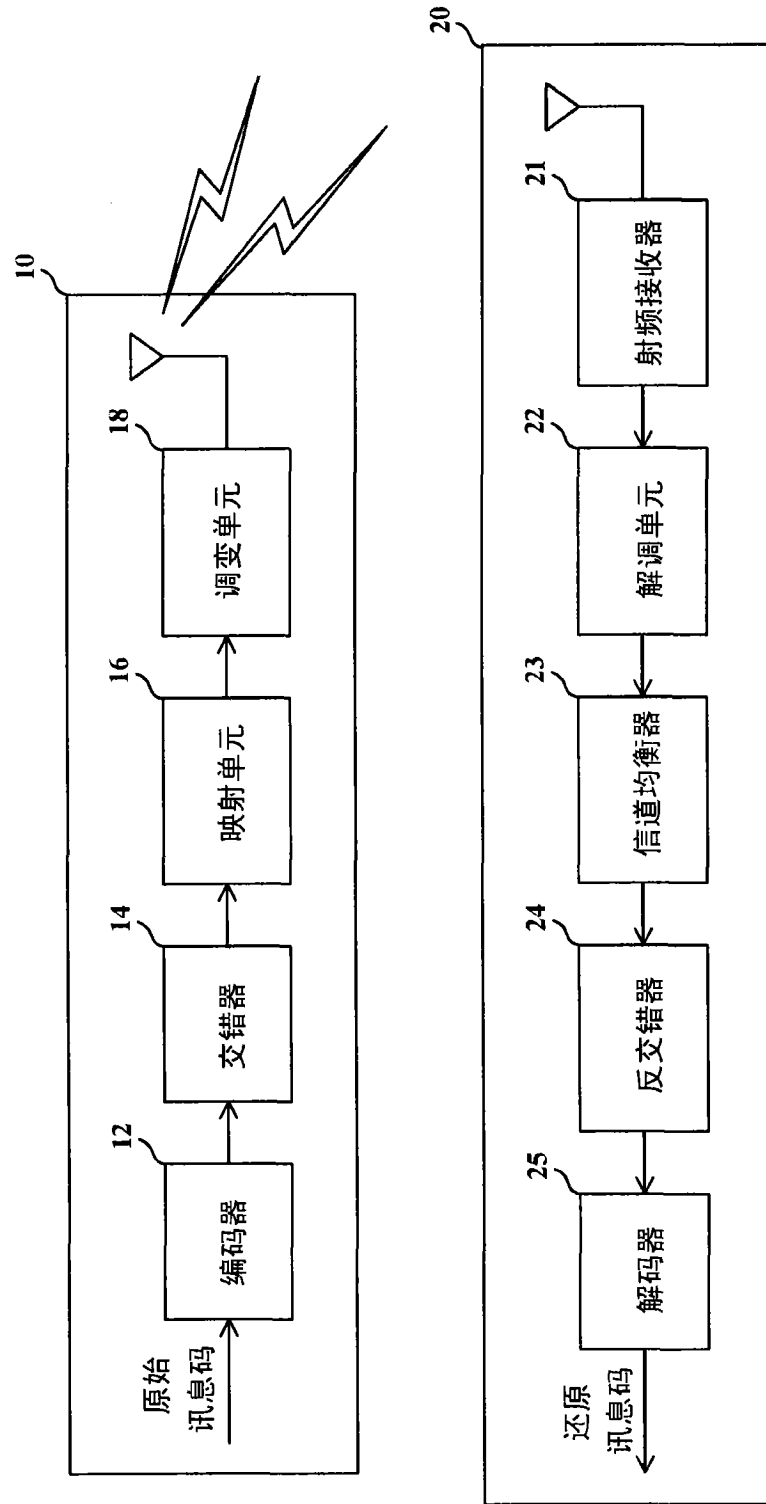 10
原始
讯息码
12
编码器
14
交错器
16
映射单元
18
调变单元
20
21
射频接收器
22
解调单元
23
信道均衡器
24
反交错器
25
解码器
还原
讯息码